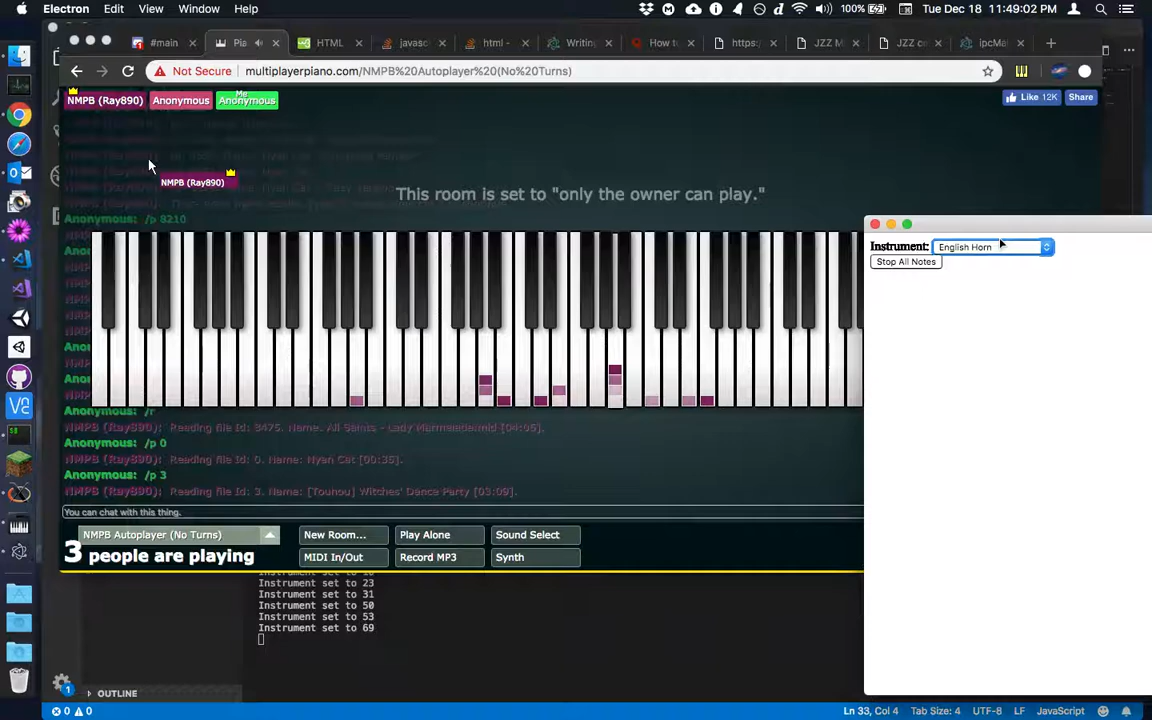 Electron Edit View Window Help 100% Tue Dec 18 11:49:02 PM
#main Pia HTML javasc html - Writing How to https:/ JZZ M JZZ ce ipcMai
Not Secure multiplayerpiano.com/NMPB%20Autoplayer%20(No%20Turns)
NMPB (Ray890) Anonymous Me Anonymous Like 12K Share
NMPB (Ray890)
This room is set to "only the owner can play."
Anonymous: /p 8210
Instrument: English Horn
Stop All Notes
Anonymous: /r
NMPB (Ray890): Reading file Id: 3475. Name: All Saints - Lady Marmalade.mid [04:05].
Anonymous: /p 0
NMPB (Ray890): Reading file Id: 0. Name: Nyan Cat [00:35].
Anonymous: /p 3
NMPB (Ray890): Reading file Id: 3. Name: [Touhou] Witches' Dance Party [03:09].
You can chat with this thing.
NMPB Autoplayer (No Turns) New Room... Play Alone Sound Select
3 people are playing MIDI In/Out Record MP3 Synth
Instrument set to 23
Instrument set to 31
Instrument set to 50
Instrument set to 53
Instrument set to 69
1 OUTLINE
0 0 Ln 33, Col 4 Tab Size: 4 UTF-8 LF JavaScript